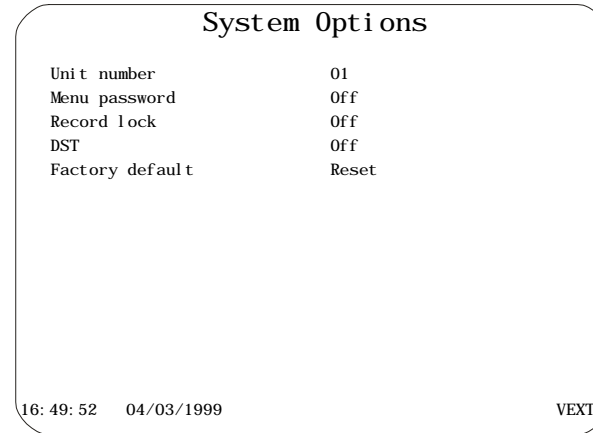 System Options
Unit number 01
Menu password Off
Record lock Off
DST Off
Factory default Reset
16:49:52 04/03/1999 VEXT